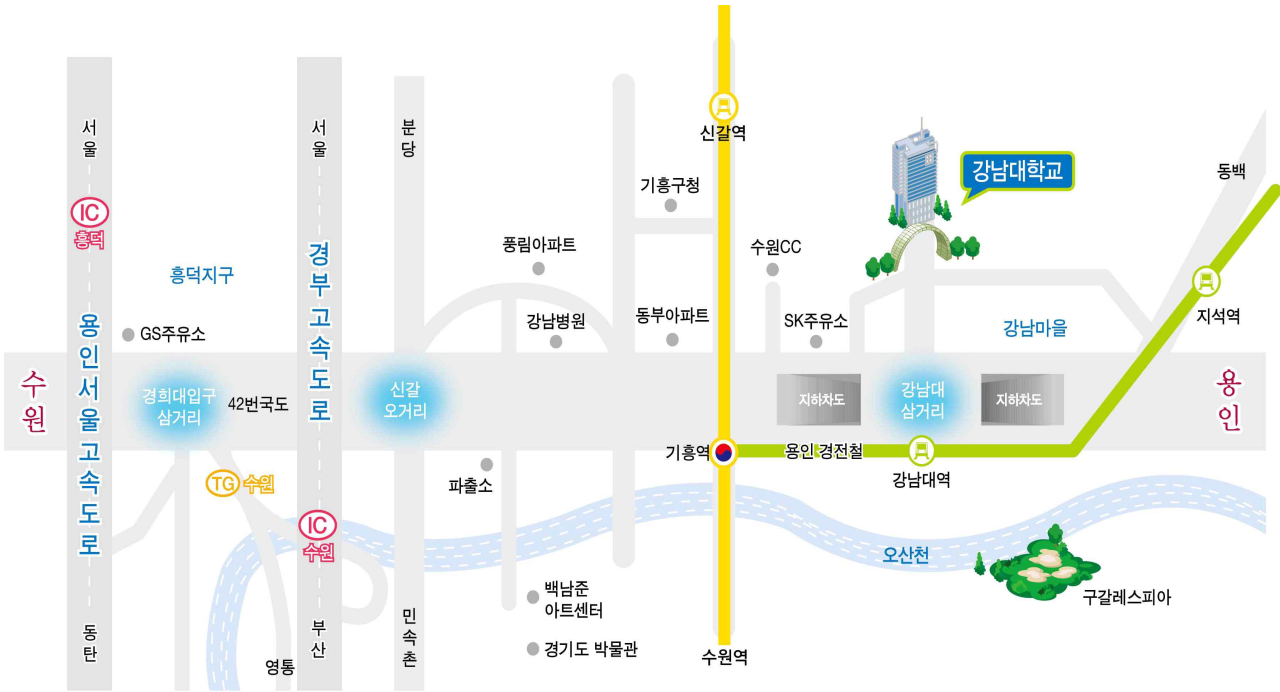 서울
서울
분당
신갈역
강남대학교
동백
기흥구청
IC
흥덕
풍림아파트
수원CC
흥덕지구
경부고속도로
지석역
GS주유소
강남병원
동부아파트
SK주유소
강남마을
용인서울고속도로
수원
경희대입구
삼거리
42번국도
신갈
오거리
지하차도
강남대
삼거리
지하차도
용인
기흥역
용인 경전철
강남대역
TG 수원
파출소
IC
수원
오산천
백남준
아트센터
구갈레스피아
동탄
부산
민속촌
경기도 박물관
영통
수원역